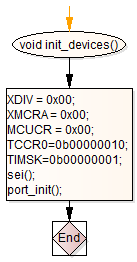 void init_devices()
XDIV = 0x00;
XMCRA = 0x00;
MCUCR = 0x00;
TCCR0=0b00000010;
TIMSK=0b00000001;
sei();
port_init();
End